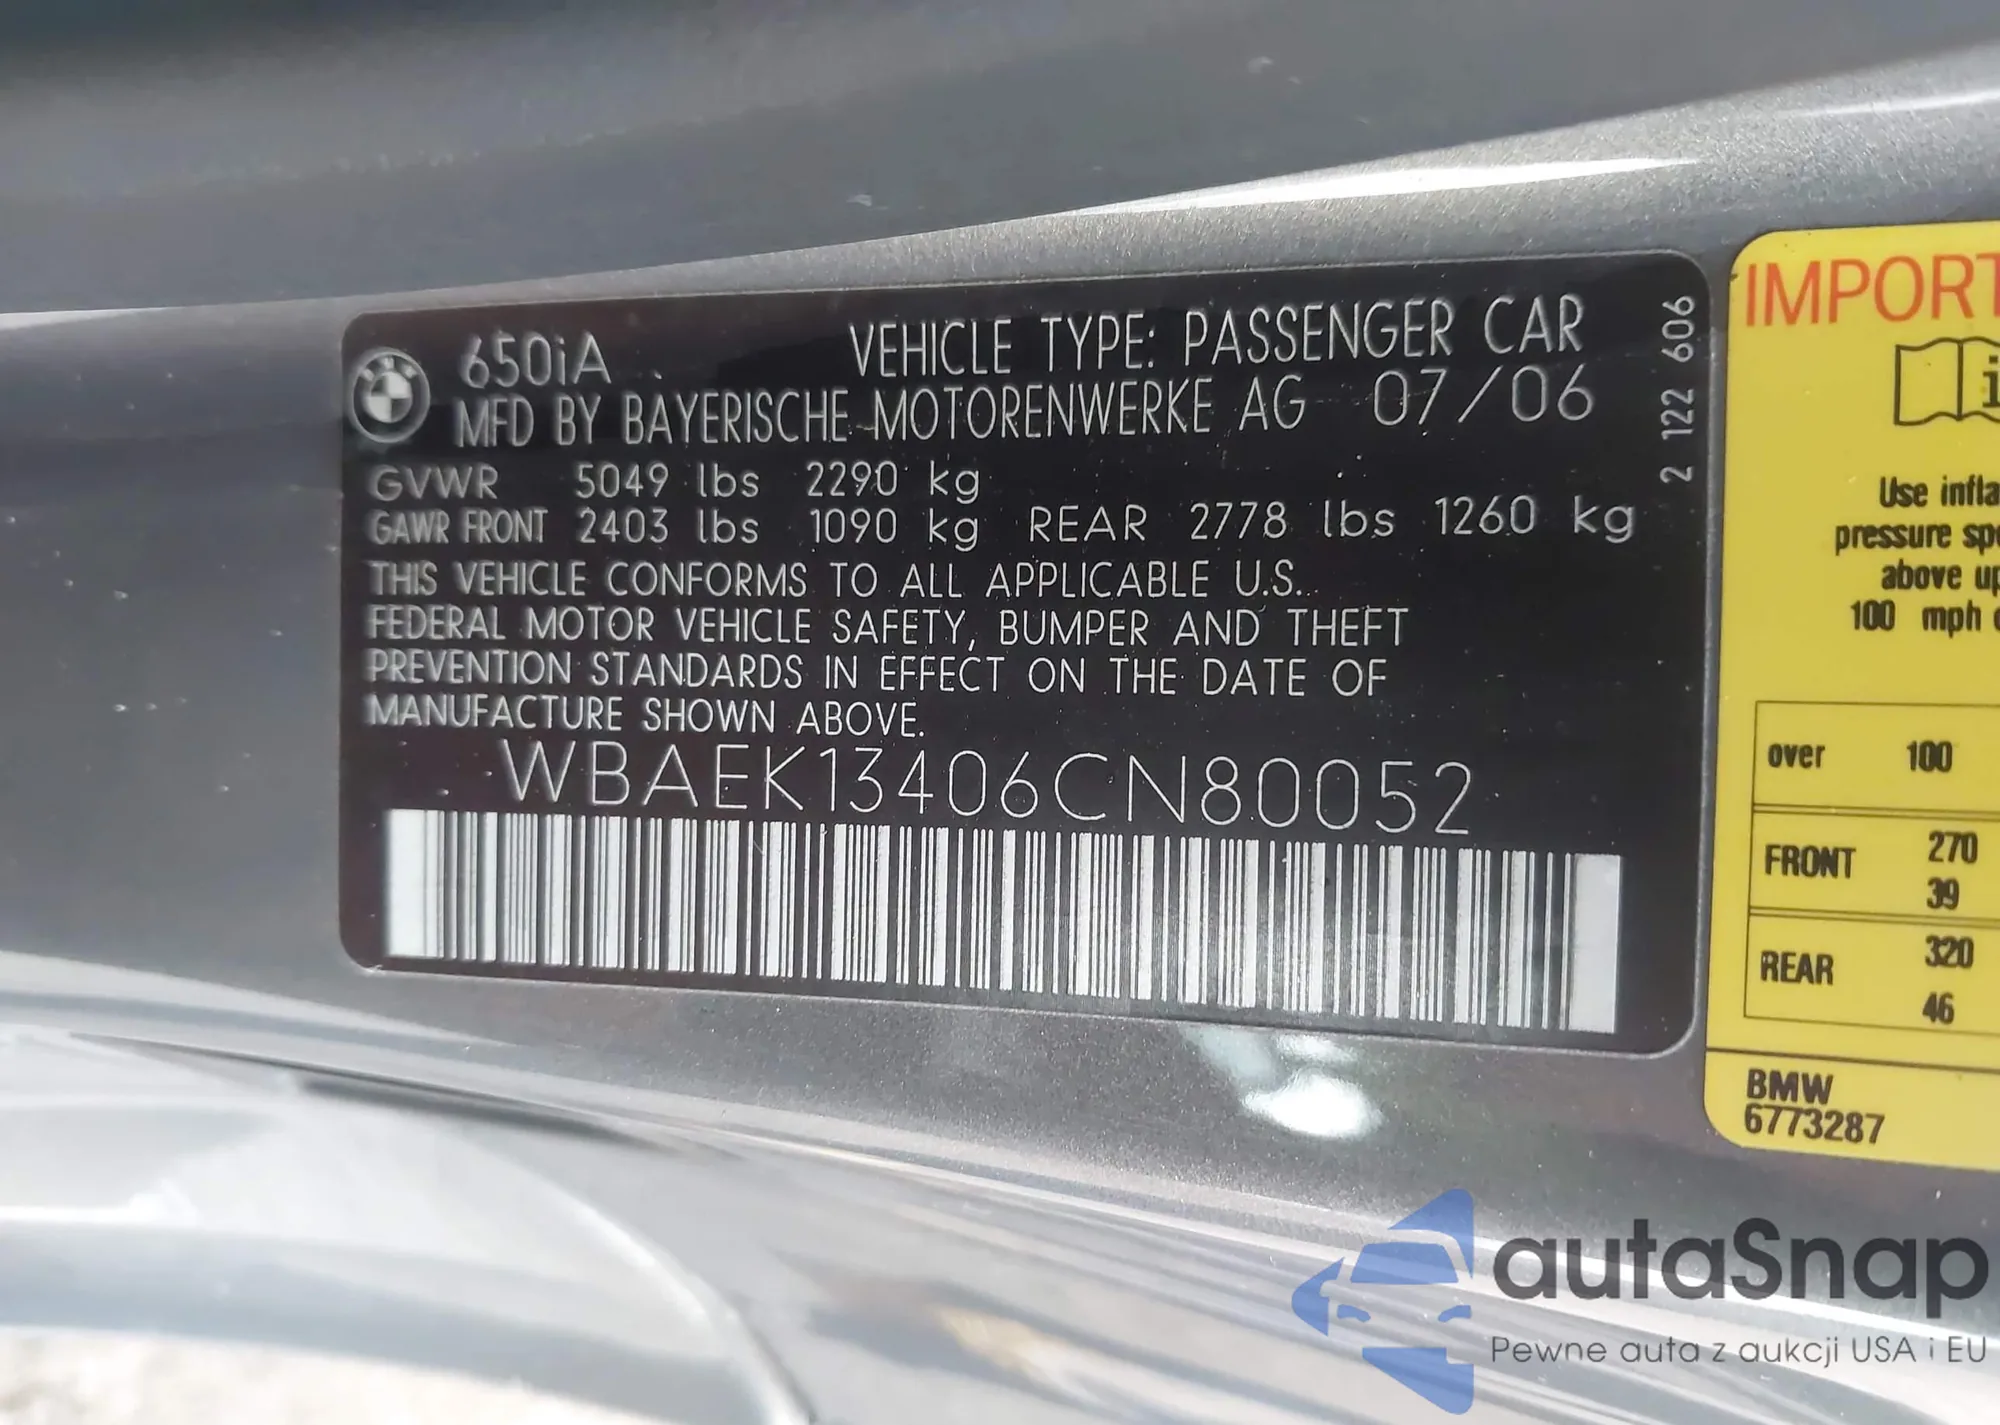 650iA VEHICLE TYPE: PASSENGER CAR
MFD BY BAYERISCHE MOTORENWERKE AG 07/06
GVWR 5049 lbs 2290 kg
GAWR FRONT 2403 lbs 1090 kg REAR 2778 lbs 1260 kg
THIS VEHICLE CONFORMS TO ALL APPLICABLE U.S.
FEDERAL MOTOR VEHICLE SAFETY, BUMPER AND THEFT
PREVENTION STANDARDS IN EFFECT ON THE DATE OF
MANUFACTURE SHOWN ABOVE.
WBAEK13406CN80052
2 122 606
IMPORT
i
Use infla
pressure spe
above up
100 mph
over 100
FRONT 270
39
REAR 320
46
BMW
6773287
autaSnap
Pewne auta z aukcji USA i EU